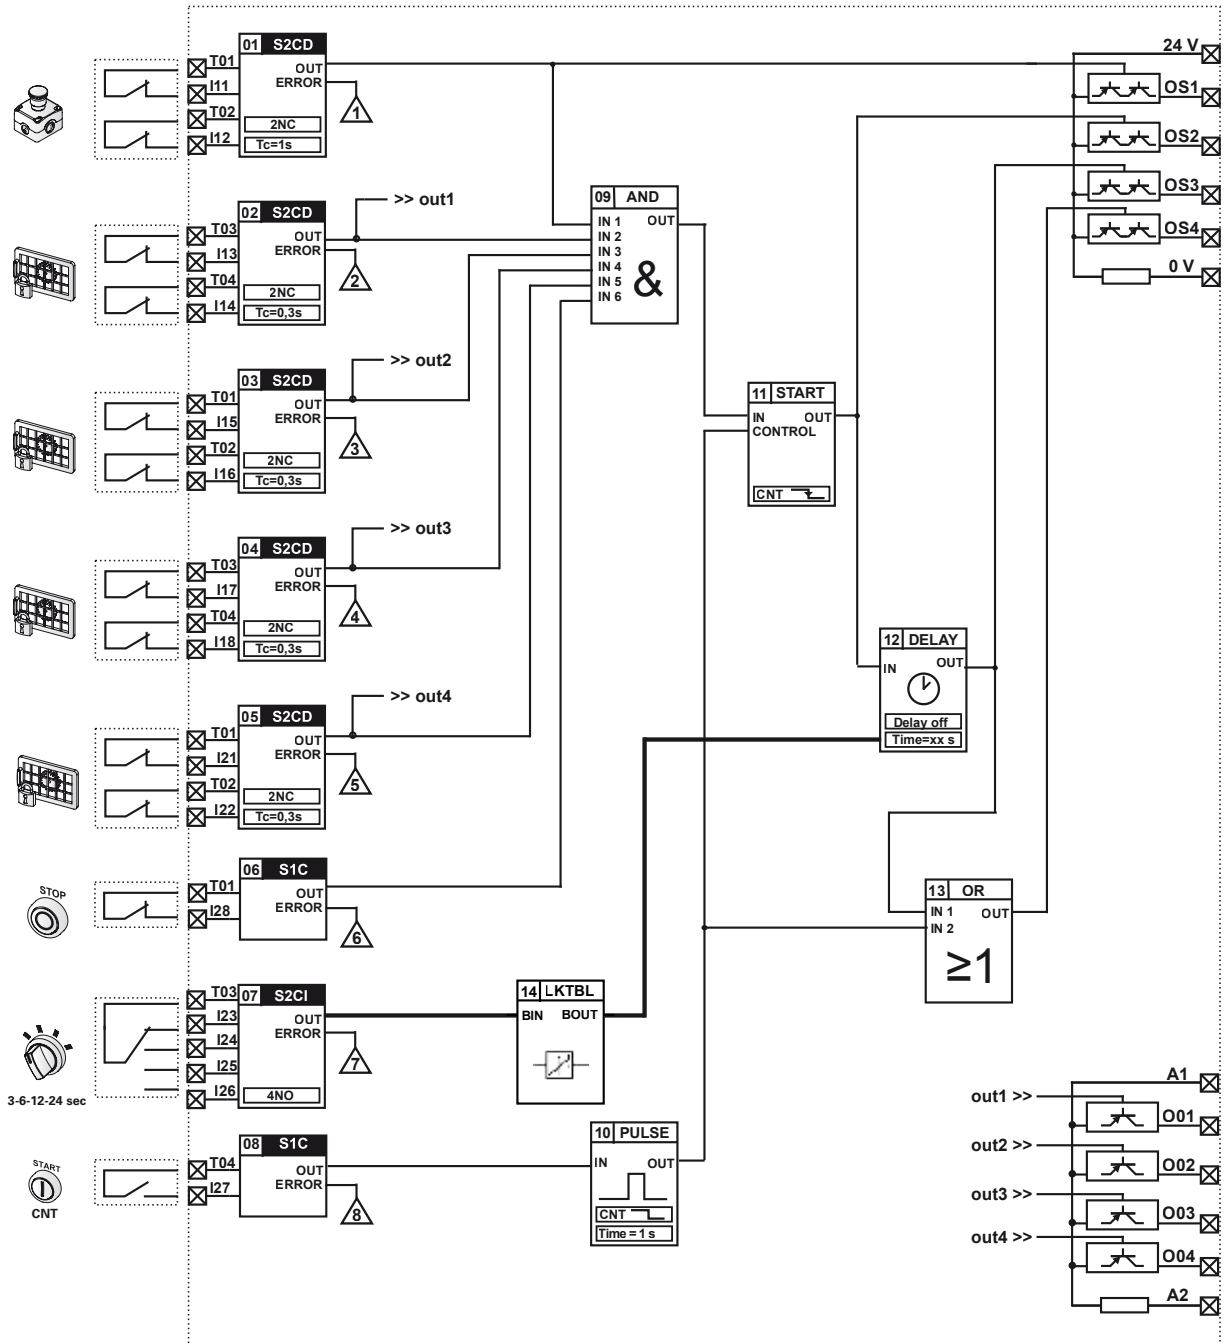 01 S2CD
T01
OUT
I11
ERROR
1
T02
2NC
I12
Tc=1s
24 V
OS1
OS2
OS3
OS4
0 V
>> out1
02 S2CD
T03
OUT
I13
ERROR
2
T04
2NC
I14
Tc=0,3s
09 AND
IN 1 OUT
IN 2
IN 3
IN 4
IN 5
IN 6
&
>> out2
03 S2CD
T01
OUT
I15
ERROR
3
T02
2NC
I16
Tc=0,3s
11 START
IN OUT
CONTROL
CNT
>> out3
04 S2CD
T03
OUT
I17
ERROR
4
T04
2NC
I18
Tc=0,3s
12 DELAY
IN OUT
Delay off
Time=xx s
>> out4
05 S2CD
T01
OUT
I21
ERROR
5
T02
2NC
I22
Tc=0,3s
STOP
06 S1C
T01
OUT
I28
ERROR
6
13 OR
IN 1 OUT
IN 2
≥1
3-6-12-24 sec
T03
07 S2CI
I23
OUT
ERROR
I24
7
I25
I26
4NO
14 LKTBL
BIN BOUT
START
CNT
08 S1C
T04
OUT
I27
ERROR
8
10 PULSE
IN OUT
CNT
Time = 1 s
A1
out1 >>
O01
out2 >>
O02
out3 >>
O03
out4 >>
O04
A2